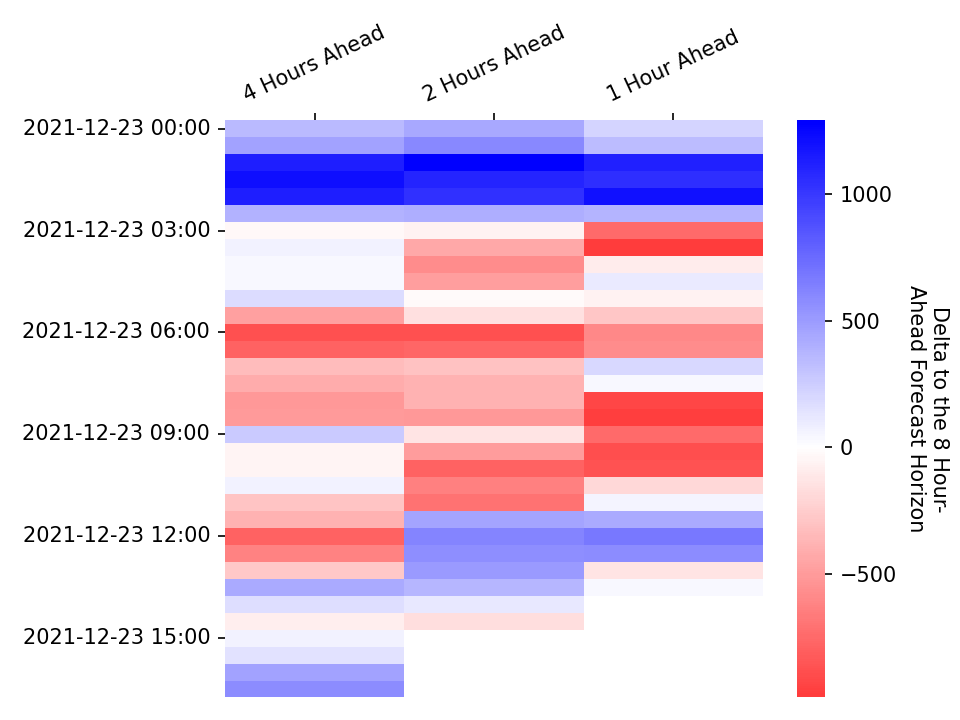 4 Hours Ahead
2 Hours Ahead
1 Hour Ahead
2021-12-23 00:00
2021-12-23 03:00
2021-12-23 06:00
2021-12-23 09:00
2021-12-23 12:00
2021-12-23 15:00
1000
500
0
−500
Delta to the 8 Hour-
Ahead Forecast Horizon